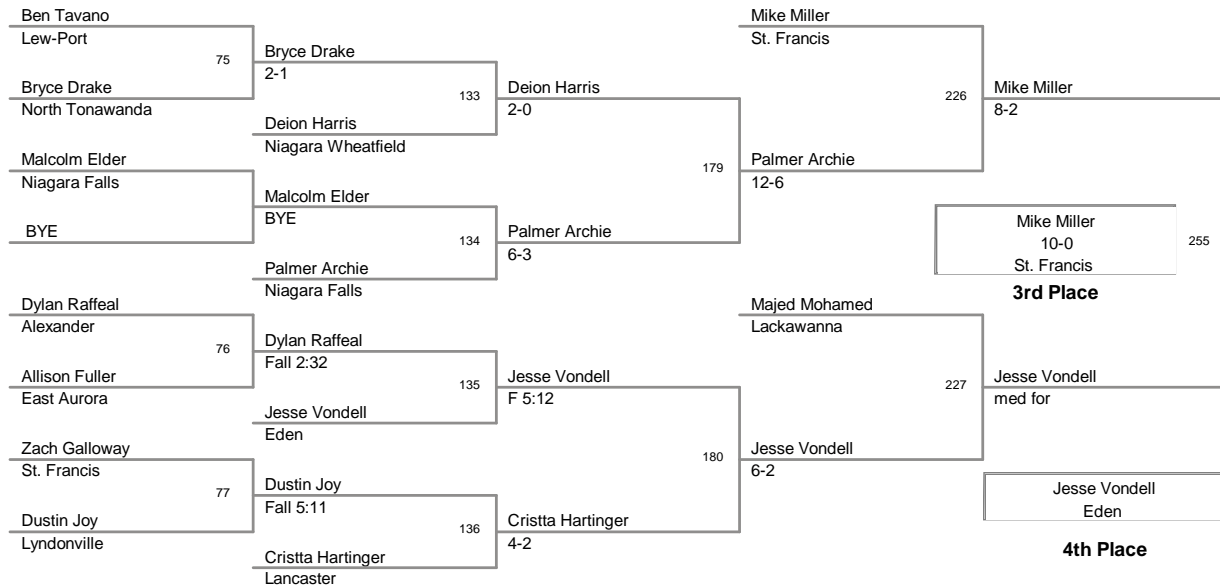 Ben Tavano
Lew-Port
75
Bryce Drake
North Tonawanda
Malcolm Elder
Niagara Falls
BYE
Dylan Raffeal
Alexander
76
Allison Fuller
East Aurora
Zach Galloway
St. Francis
77
Dustin Joy
Lyndonville
Bryce Drake
2-1
133
Deion Harris
Niagara Wheatfield
Malcolm Elder
BYE
134
Palmer Archie
Niagara Falls
Dylan Raffeal
Fall 2:32
135
Jesse Vondell
Eden
Dustin Joy
Fall 5:11
136
Cristta Hartinger
Lancaster
Deion Harris
2-0
179
Palmer Archie
6-3
Jesse Vondell
F 5:12
180
Cristta Hartinger
4-2
Mike Miller
St. Francis
226
Palmer Archie
12-6
Majed Mohamed
Lackawanna
227
Jesse Vondell
6-2
Mike Miller
8-2
Mike Miller
10-0
St. Francis
255
3rd Place
Jesse Vondell
med for
Jesse Vondell
Eden
4th Place